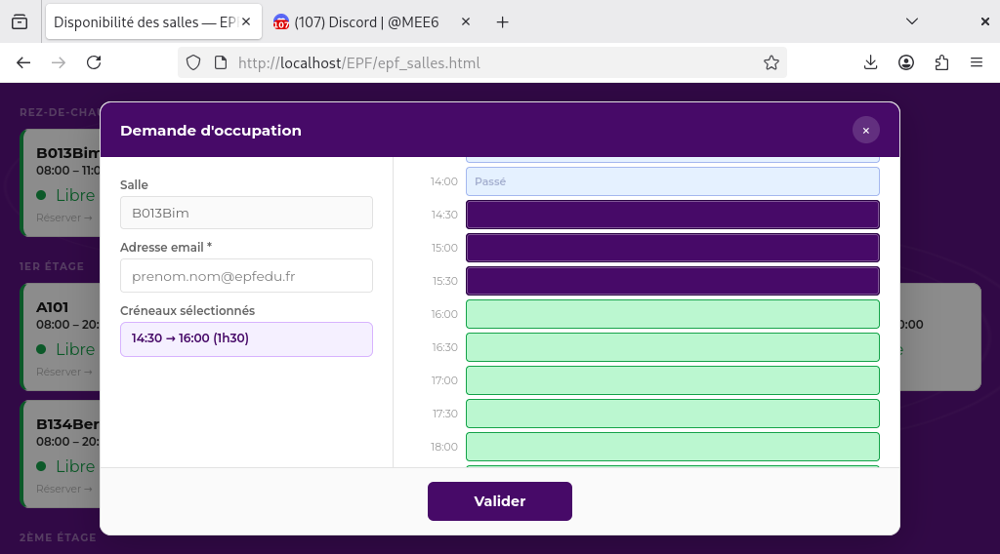 Disponibilité des salles — EP
(107) Discord | @MEE6
http://localhost/EPF/epf_salles.html
REZ-DE-CHA
B013Bim
08:00 – 11:0
Libre
Réserver →
1ER ÉTAGE
A101
08:00 – 20:
Libre
Réserver →
B134Ber
08:00 – 20:
Libre
Réserver →
2ÈME ÉTAGE
Demande d'occupation
×
Salle
B013Bim
Adresse email *
prenom.nom@epfedu.fr
Créneaux sélectionnés
14:30 → 16:00 (1h30)
14:00 Passé
14:30
15:00
15:30
16:00
16:30
17:00
17:30
18:00
Valider
0:00